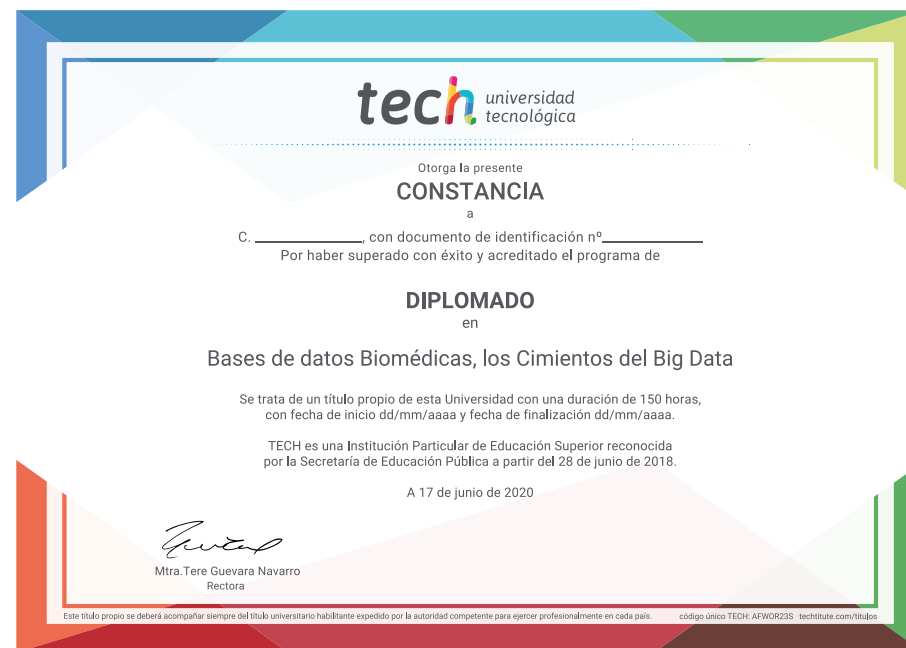 tech universidad
tecnológica
Otorga la presente
CONSTANCIA
a
C. ____________, con documento de identificación nº____________
Por haber superado con éxito y acreditado el programa de
DIPLOMADO
en
Bases de datos Biomédicas, los Cimientos del Big Data
Se trata de un título propio de esta Universidad con una duración de 150 horas,
con fecha de inicio dd/mm/aaaa y fecha de finalización dd/mm/aaaa.
TECH es una Institución Particular de Educación Superior reconocida
por la Secretaría de Educación Pública a partir del 28 de junio de 2018.
A 17 de junio de 2020
Mtra.Tere Guevara Navarro
Rectora
Este título propio se deberá acompañar siempre del título universitario habilitante expedido por la autoridad competente para ejercer profesionalmente en cada país. código único TECH: AFWOR23S techtitute.com/titulos